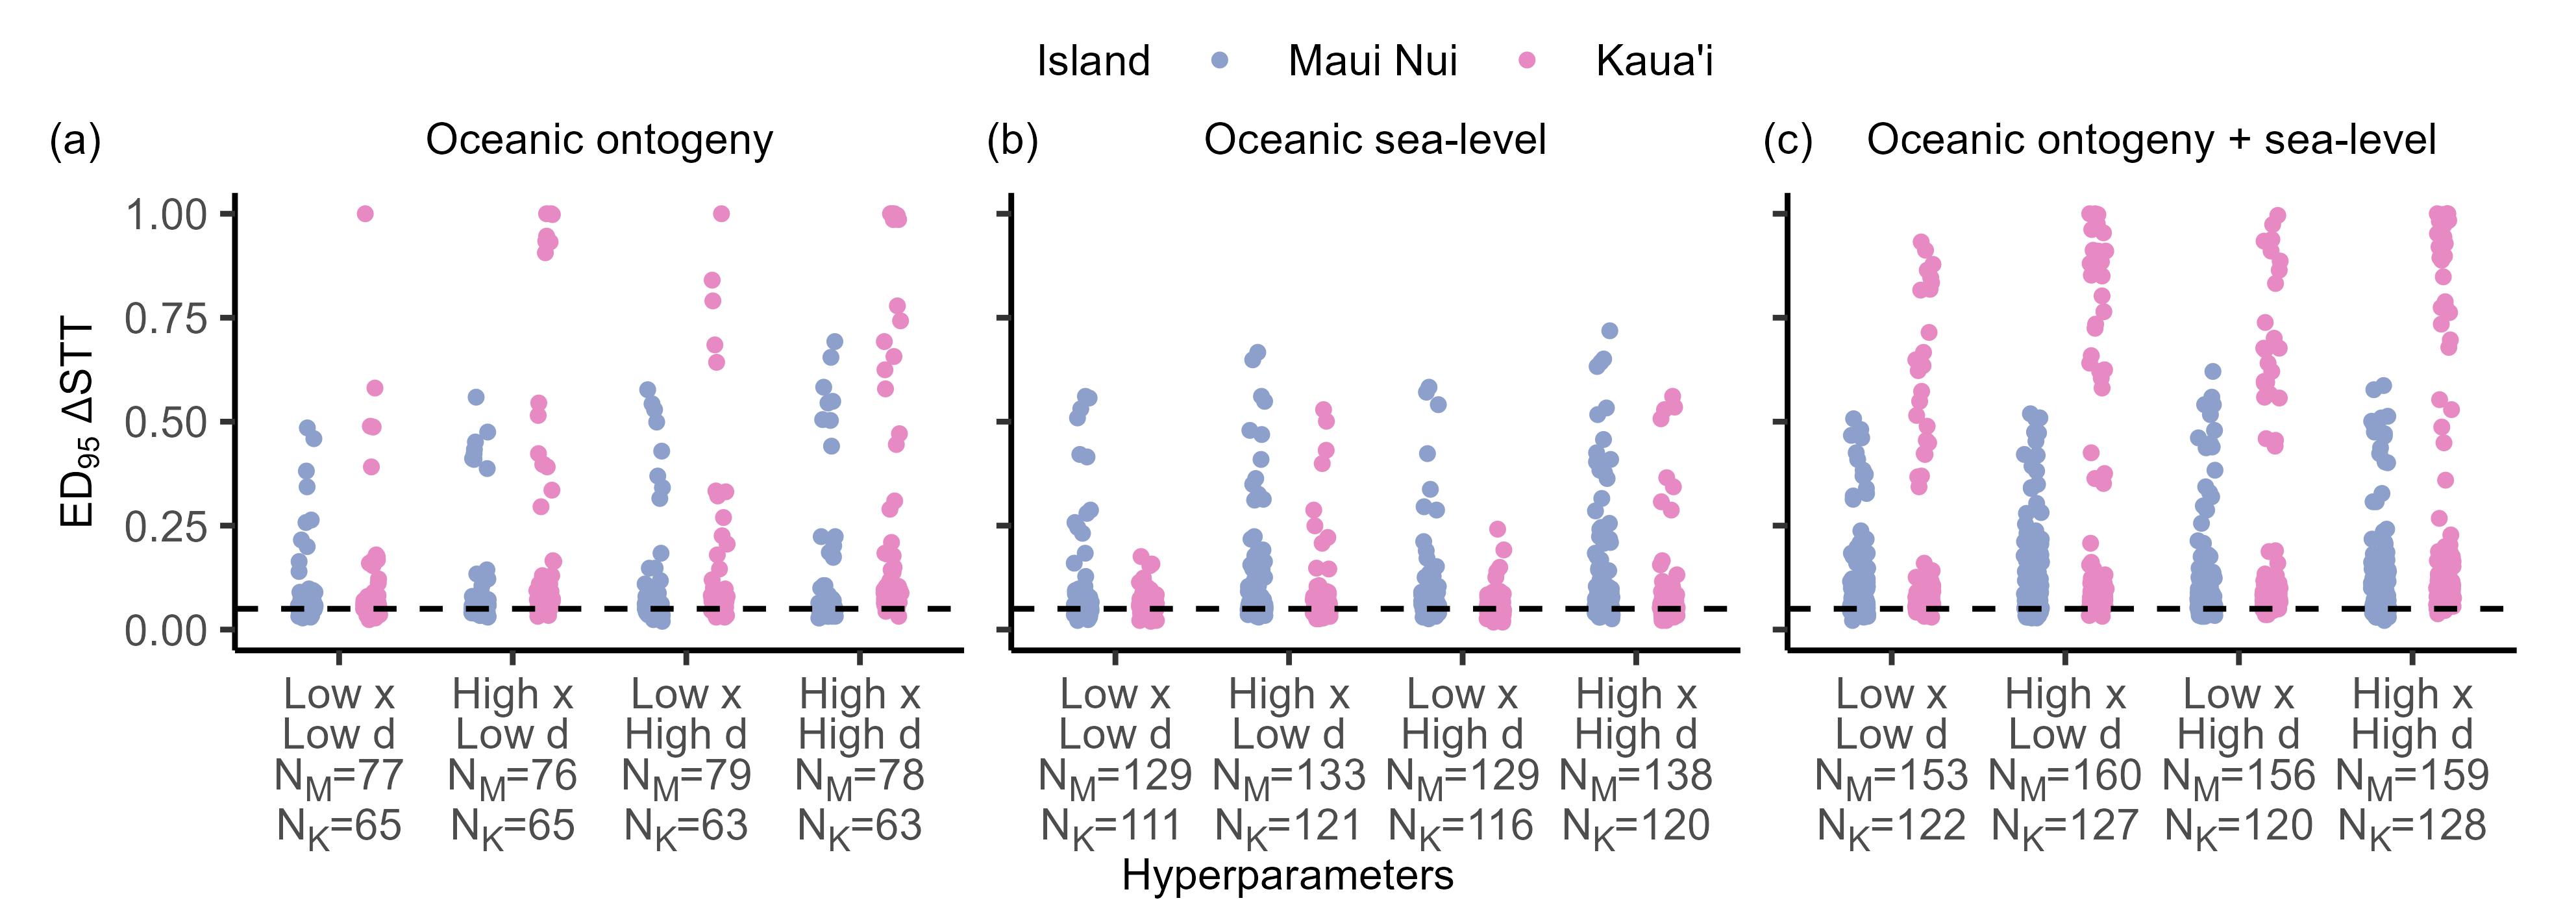 Island Maui Nui Kaua'i
(a) Oceanic ontogeny
(b) Oceanic sea-level
(c) Oceanic ontogeny + sea-level
ED95 ΔSTT
1.00
0.75
0.50
0.25
0.00
Low x High x Low x High x
Low d Low d High d High d
NM=77 NM=76 NM=79 NM=78
NK=65 NK=65 NK=63 NK=63
Low x High x Low x High x
Low d Low d High d High d
NM=129 NM=133 NM=129 NM=138
NK=111 NK=121 NK=116 NK=120
Low x High x Low x High x
Low d Low d High d High d
NM=153 NM=160 NM=156 NM=159
NK=122 NK=127 NK=120 NK=128
Hyperparameters